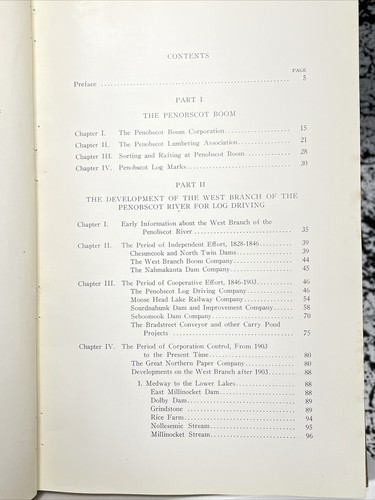 CONTENTS
PAGE
Preface 5
PART I
THE PENOBSCOT BOOM
Chapter I. The Penobscot Boom Corporation 15
Chapter II. The Penobscot Lumbering Association 21
Chapter III. Sorting and Rafting at Penobscot Boom 28
Chapter IV. Penobscot Log Marks 30
PART II
THE DEVELOPMENT OF THE WEST BRANCH OF THE
PENOBSCOT RIVER FOR LOG DRIVING
Chapter I. Early Information about the West Branch of the
Penobscot River 35
Chapter II. The Period of Independent Effort, 1828-1846 39
Chesuncook and North Twin Dams 39
The West Branch Boom Company 44
The Nahmakanta Dam Company 45
Chapter III. The Period of Cooperative Effort, 1846-1903 46
The Penobscot Log Driving Company 46
Moose Head Lake Railway Company 54
Sourdnahunk Dam and Improvement Company 58
Seboomook Dam Company 70
The Bradstreet Conveyor and other Carry Pond
Projects 75
Chapter IV. The Period of Corporation Control, From 1903
to the Present Time 80
The Great Northern Paper Company 80
Developments on the West Branch after 1903 88
1. Medway to the Lower Lakes 88
East Millinocket Dam 88
Dolby Dam 89
Grindstone 89
Rice Farm 94
Nollesemic Stream 95
Millinocket Stream 96